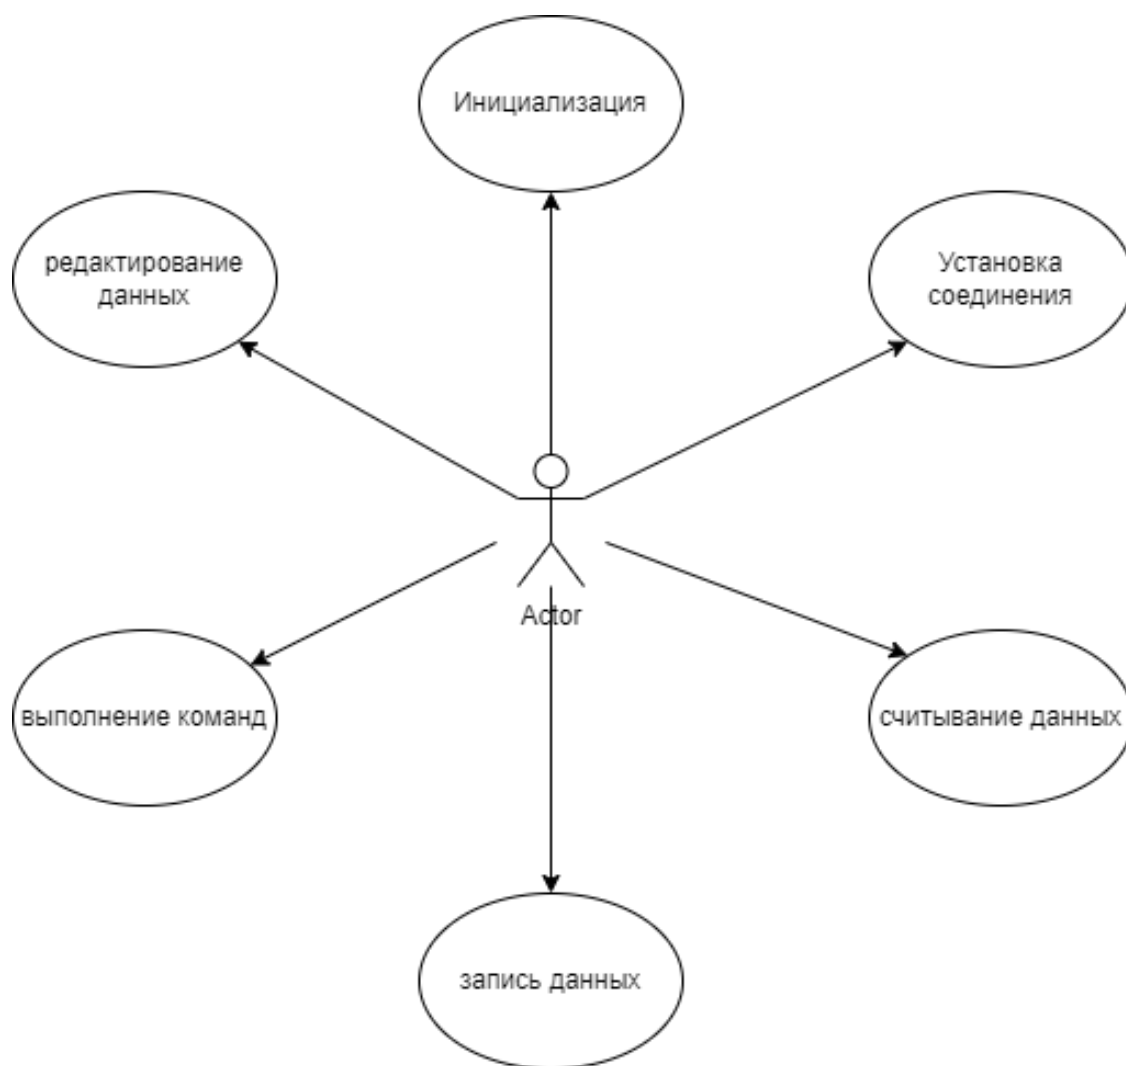 Инициализация
редактирование
данных
Установка
соединения
Actor
выполнение команд
считывание данных
запись данных